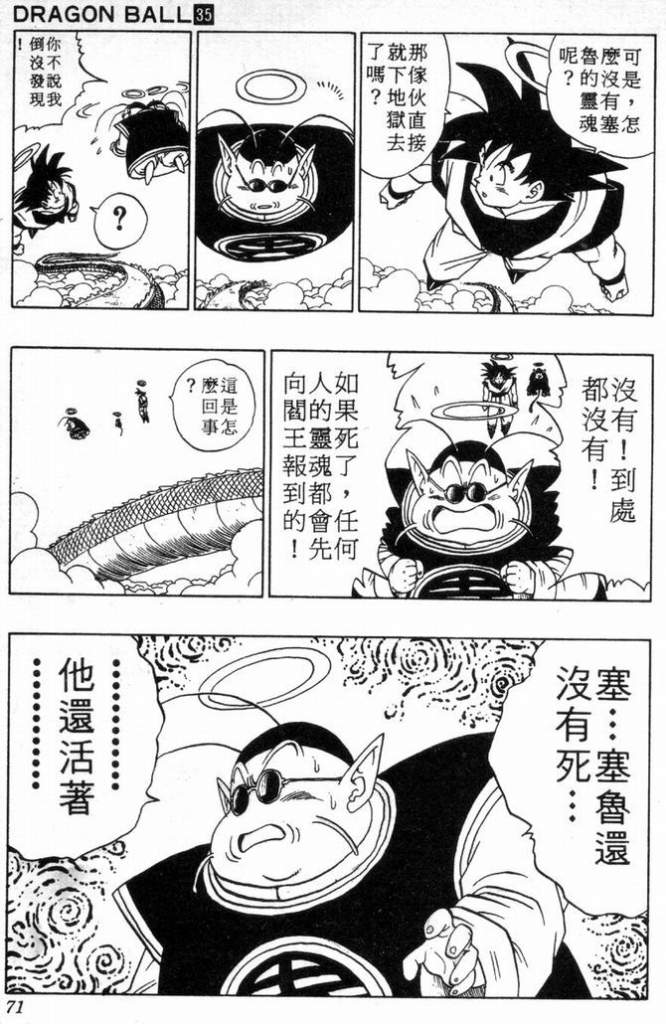 DRAGON BALL 35
可是，怎
麼沒有塞
魯的靈魂
呢？
那傢伙直接
就下地獄去
了嗎？
你不說我
倒沒發現
！
？
沒有！到處
都沒有！
如果死了，任何
人的靈魂都會先
向閻王報到的！
這是怎
麼回事
？
塞…塞魯還
沒有死…
………
他還活著
………
71